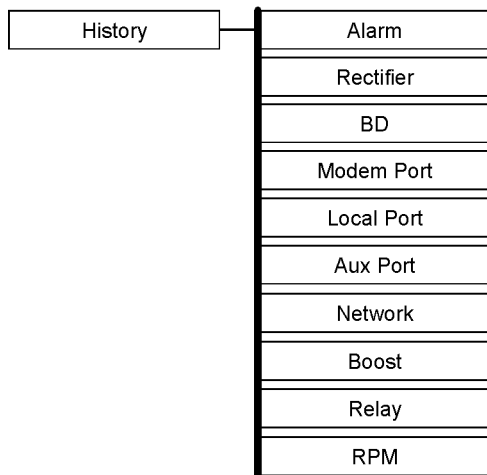 History
Alarm
Rectifier
BD
Modem Port
Local Port
Aux Port
Network
Boost
Relay
RPM